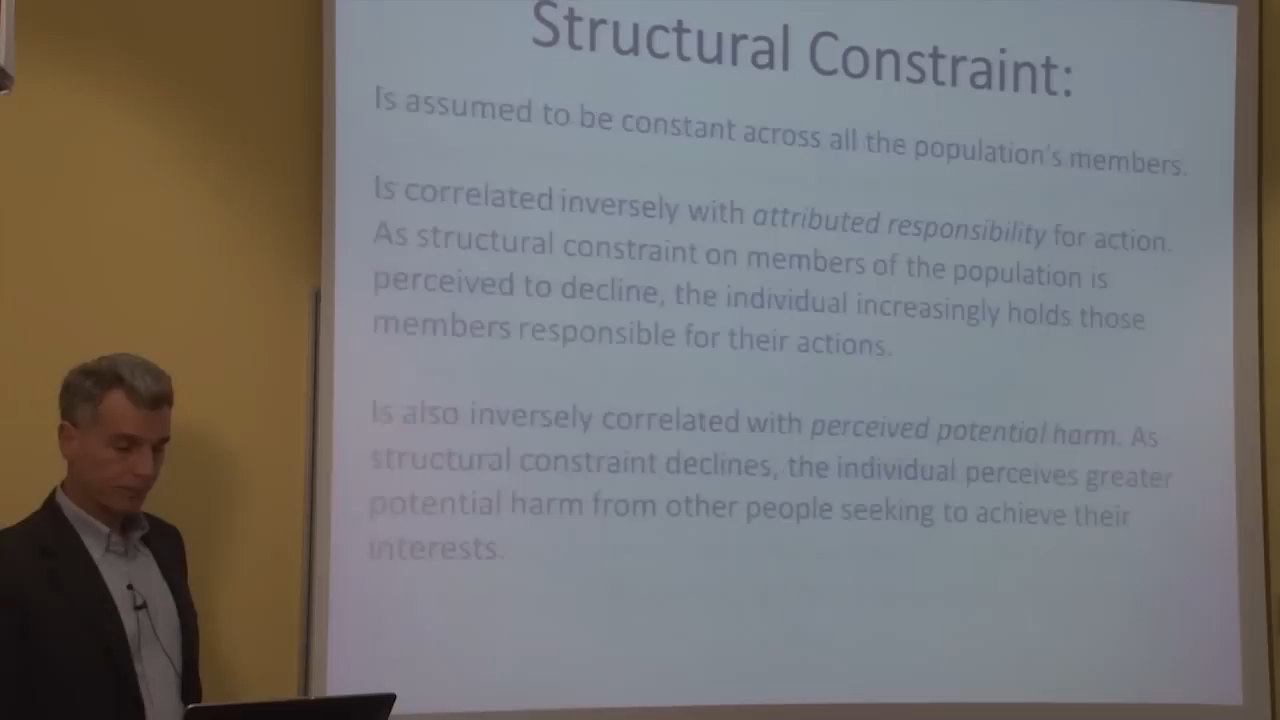 Structural Constraint:
Is assumed to be constant across all the population's members.
Is correlated inversely with attributed responsibility for action.
As structural constraint on members of the population is
perceived to decline, the individual increasingly holds those
members responsible for their actions.
Is also inversely correlated with perceived potential harm. As
structural constraint declines, the individual perceives greater
potential harm from other people seeking to achieve their
interests.